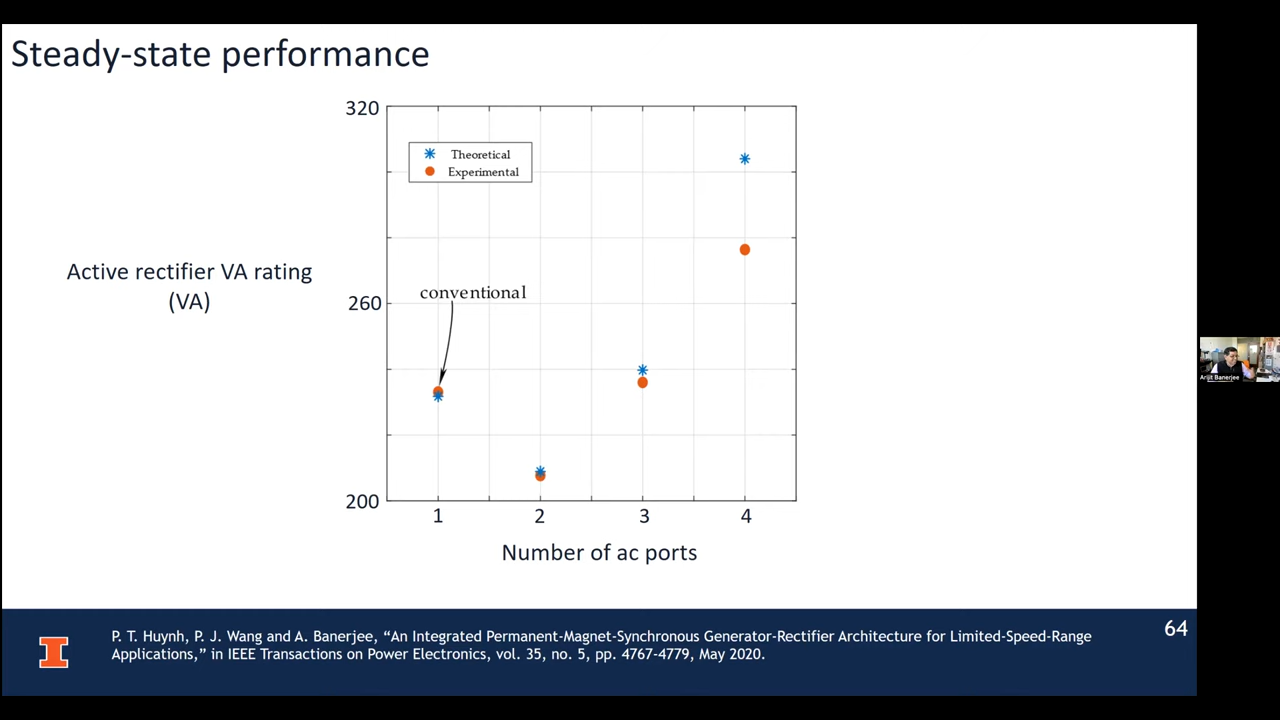 Steady-state performance
320
Theoretical
Experimental
conventional
Active rectifier VA rating
(VA)
260
200
1 2 3 4
Number of ac ports
Arijit Banerjee
P. T. Huynh, P. J. Wang and A. Banerjee, “An Integrated Permanent-Magnet-Synchronous Generator-Rectifier Architecture for Limited-Speed-Range
Applications,” in IEEE Transactions on Power Electronics, vol. 35, no. 5, pp. 4767-4779, May 2020.
64